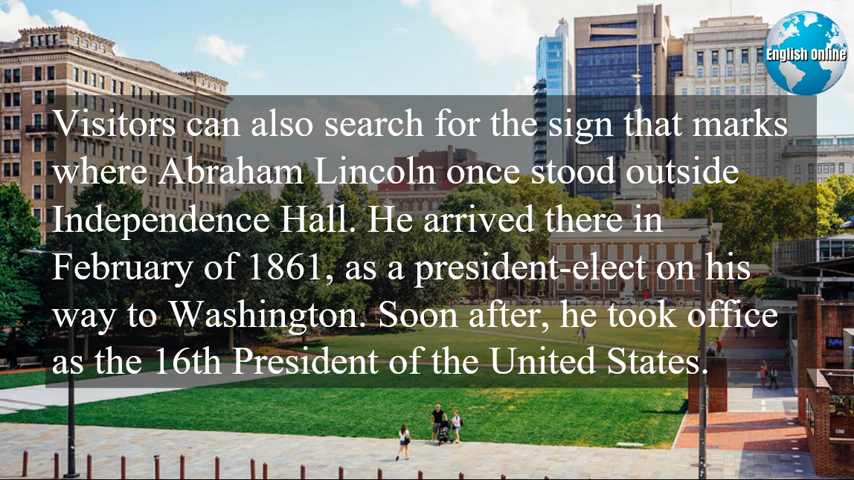 English Online
Visitors can also search for the sign that marks
where Abraham Lincoln once stood outside
Independence Hall. He arrived there in
February of 1861, as a president-elect on his
way to Washington. Soon after, he took office
as the 16th President of the United States.